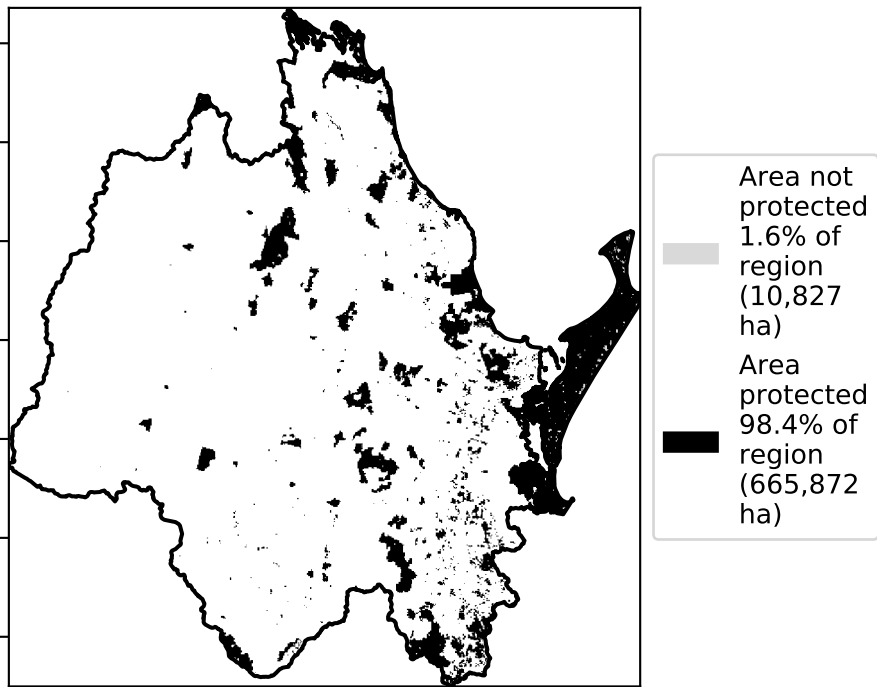 Area not
protected
1.6% of
region
(10,827
ha)
Area
protected
98.4% of
region
(665,872
ha)